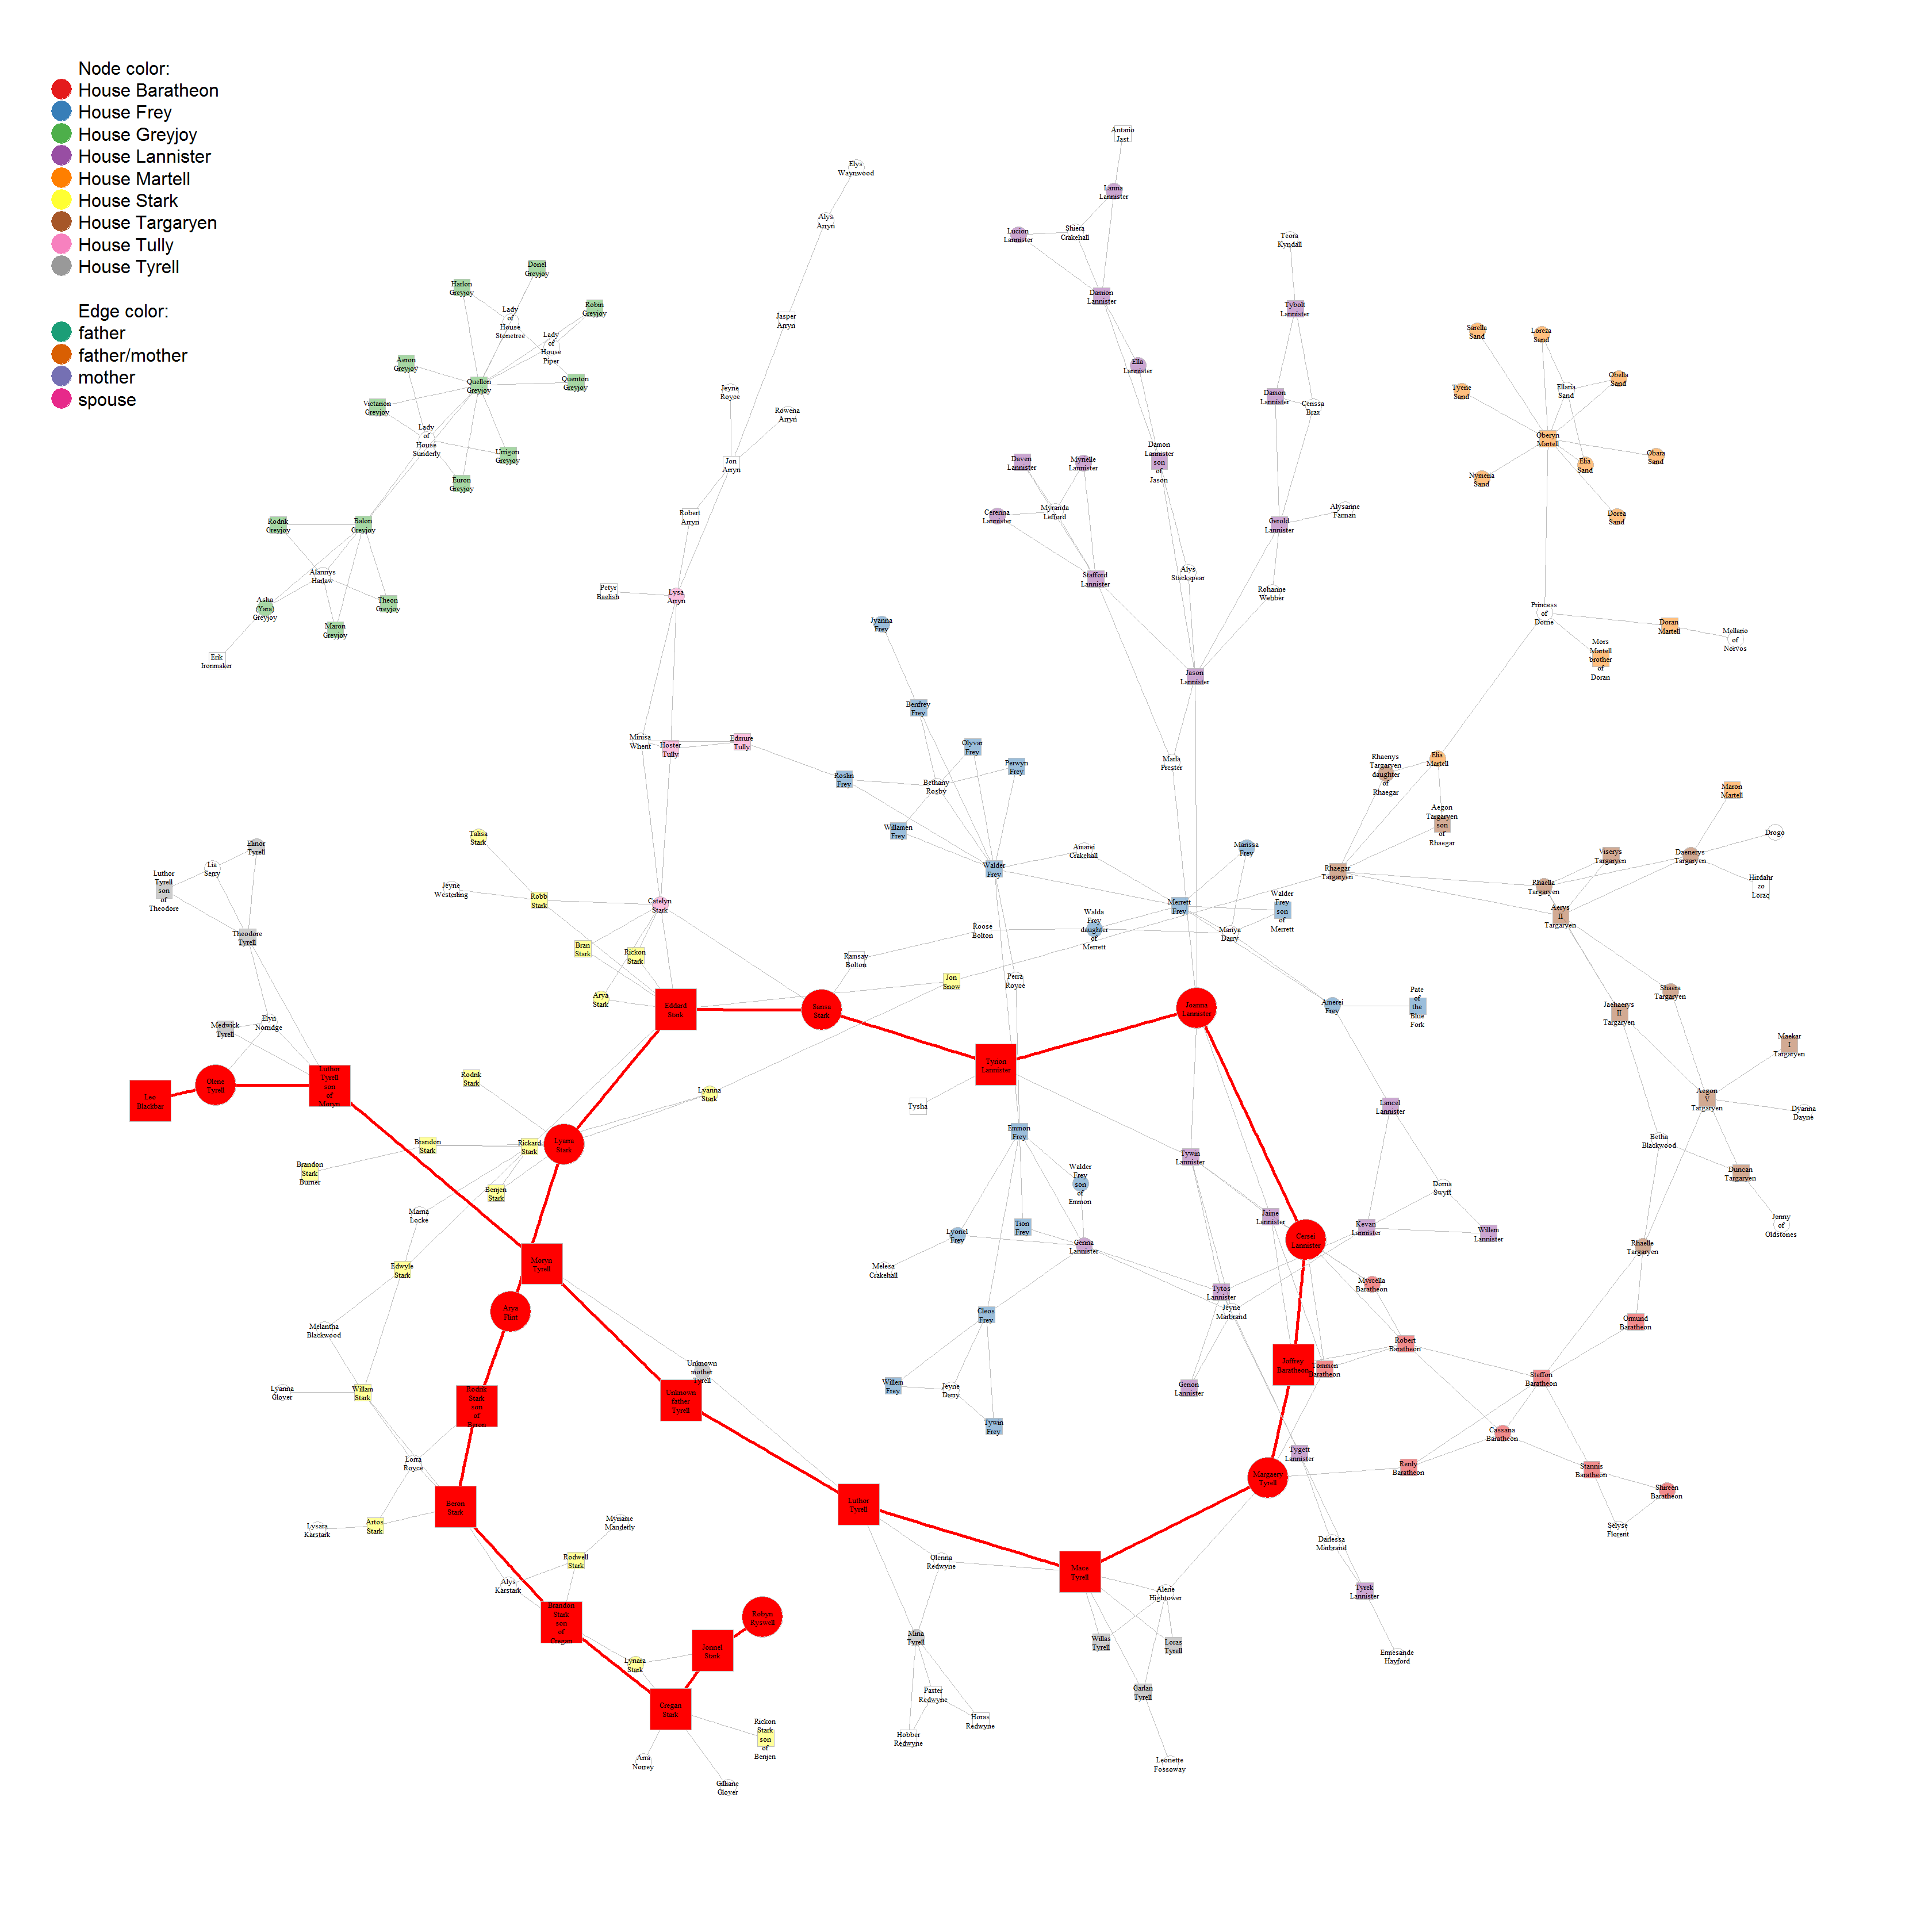 Node color:
House Baratheon
House Frey
House Greyjoy
House Lannister
House Martell
House Stark
House Targaryen
House Tully
House Tyrell
Edge color:
father
father/mother
mother
spouse
Antario
Jast
Elys
Waynwood
Lanna
Lannister
Alys
Arryn
Lucion
Lannister
Shiera
Crakehall
Teora
Kyndall
Donel
Greyjoy
Harlon
Greyjoy
Robin
Greyjoy
Lady
of
House
Stonetree
Lady
of
House
Piper
Jasper
Arryn
Damion
Lannister
Tybolt
Lannister
Sarella
Sand
Loreza
Sand
Aeron
Greyjoy
Quellon
Greyjoy
Quenton
Greyjoy
Ella
Lannister
Tyene
Sand
Ellaria
Sand
Obella
Sand
Victarion
Greyjoy
Jeyne
Royce
Rowena
Arryn
Damon
Lannister
Cerissa
Brax
Lady
of
House
Sunderly
Urrigon
Greyjoy
Euron
Greyjoy
Jon
Arryn
Daven
Lannister
Mynelle
Lannister
Damon
Lannister
son
of
Jason
Oberyn
Martell
Elia
Sand
Obara
Sand
Nymeria
Sand
Dorea
Sand
Rodrik
Greyjoy
Balon
Greyjoy
Robert
Arryn
Cerenna
Lannister
Myranda
Lefford
Gerold
Lannister
Alysanne
Farman
Alannys
Harlaw
Asha
(Yara)
Greyjoy
Theon
Greyjoy
Maron
Greyjoy
Petyr
Baelish
Lysa
Arryn
Stafford
Lannister
Alys
Stackspear
Rohanne
Webber
Erik
Ironmaker
Jyanna
Frey
Princess
of
Dorne
Doran
Martell
Mellario
of
Norvos
Mors
Martell
brother
of
Doran
Jason
Lannister
Benfrey
Frey
Minisa
Whent
Hoster
Tully
Edmure
Tully
Olyvar
Frey
Perwyn
Frey
Marla
Prester
Elia
Martell
Rhaenys
Targaryen
daughter
of
Rhaegar
Roslin
Frey
Bethany
Rosby
Maron
Martell
Aegon
Targaryen
son
of
Rhaegar
Talisa
Stark
Willamen
Frey
Elinor
Tyrell
Lia
Serry
Luthor
Tyrell
son
of
Theodore
Walder
Frey
Amarei
Crakehall
Marissa
Frey
Rhaegar
Targaryen
Viserys
Targaryen
Daenerys
Targaryen
Drogo
Hizdahr
zo
Loraq
Rhaella
Targaryen
Jeyne
Westerling
Robb
Stark
Catelyn
Stark
Merrett
Frey
Walder
Frey
son
of
Merrett
Aerys
II
Targaryen
Theodore
Tyrell
Bran
Stark
Rickon
Stark
Roose
Bolton
Walda
Frey
daughter
of
Merrett
Mariya
Darry
Ramsay
Bolton
Jon
Snow
Perra
Royce
Arya
Stark
Eddard
Stark
Sansa
Stark
Joanna
Lannister
Amerei
Frey
Pate
of
the
Blue
Fork
Shaera
Targaryen
Jaehaerys
II
Targaryen
Medwick
Tyrell
Elyn
Norridge
Maekar
I
Targaryen
Leo
Blackbar
Olene
Tyrell
Luthor
Tyrell
son
of
Moryn
Rodrik
Stark
Lyanna
Stark
Tyrion
Lannister
Tysha
Lancel
Lannister
Aegon
V
Targaryen
Dyanna
Dayne
Brandon
Stark
Rickard
Stark
Lyarra
Stark
Emmon
Frey
Tywin
Lannister
Betha
Blackwood
Brandon
Stark
Burner
Benjen
Stark
Walder
Frey
son
of
Emmon
Dorna
Swyft
Duncan
Targaryen
Marna
Locke
Jaime
Lannister
Cersei
Lannister
Kevan
Lannister
Willem
Lannister
Jenny
of
Oldstones
Lyonel
Frey
Tion
Frey
Genna
Lannister
Rhaelle
Targaryen
Edwyle
Stark
Moryn
Tyrell
Melesa
Crakehall
Tytos
Lannister
Jeyne
Marbrand
Myrcella
Baratheon
Arya
Flint
Cleos
Frey
Ormund
Baratheon
Melantha
Blackwood
Robert
Baratheon
Joffrey
Baratheon
Tommen
Baratheon
Steffon
Baratheon
Unknown
mother
Tyrell
Unknown
father
Tyrell
Lyanna
Glover
Willam
Stark
Rodrik
Stark
son
of
Beron
Willem
Frey
Jeyne
Darry
Gerion
Lannister
Tywin
Frey
Cassana
Baratheon
Lorra
Royce
Tygett
Lannister
Renly
Baratheon
Stannis
Baratheon
Margaery
Tyrell
Shireen
Baratheon
Beron
Stark
Luthor
Tyrell
Lysara
Karstark
Artos
Stark
Myriame
Manderly
Selyse
Florent
Rodwell
Stark
Olenna
Redwyne
Mace
Tyrell
Darlessa
Marbrand
Alys
Karstark
Alerie
Hightower
Tyrek
Lannister
Brandon
Stark
son
of
Cregan
Robyn
Ryswell
Mina
Tyrell
Willas
Tyrell
Loras
Tyrell
Jonnel
Stark
Lynara
Stark
Ermesande
Hayford
Cregan
Stark
Paxter
Redwyne
Garlan
Tyrell
Horas
Redwyne
Rickon
Stark
son
of
Benjen
Hobber
Redwyne
Arra
Norrey
Leonette
Fossoway
Gilliane
Glover